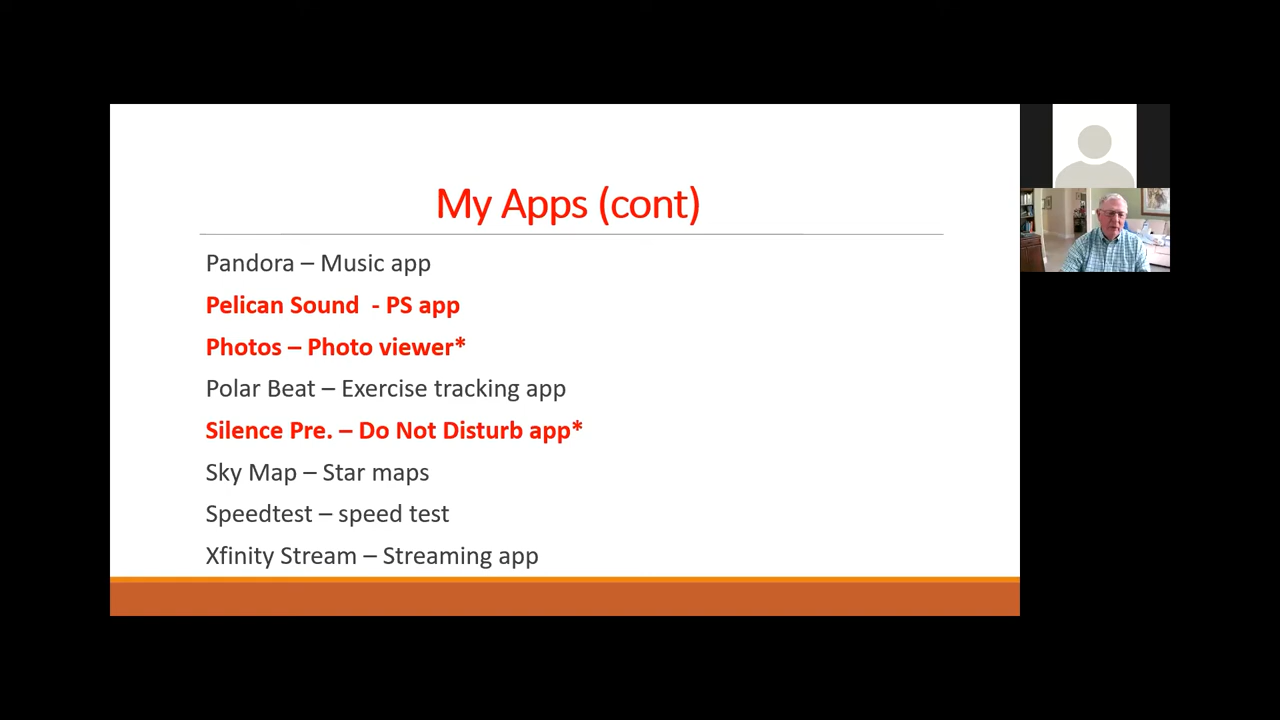 My Apps (cont)
Pandora – Music app
Pelican Sound  - PS app
Photos – Photo viewer*
Polar Beat – Exercise tracking app
Silence Pre. – Do Not Disturb app*
Sky Map – Star maps
Speedtest – speed test
Xfinity Stream – Streaming app